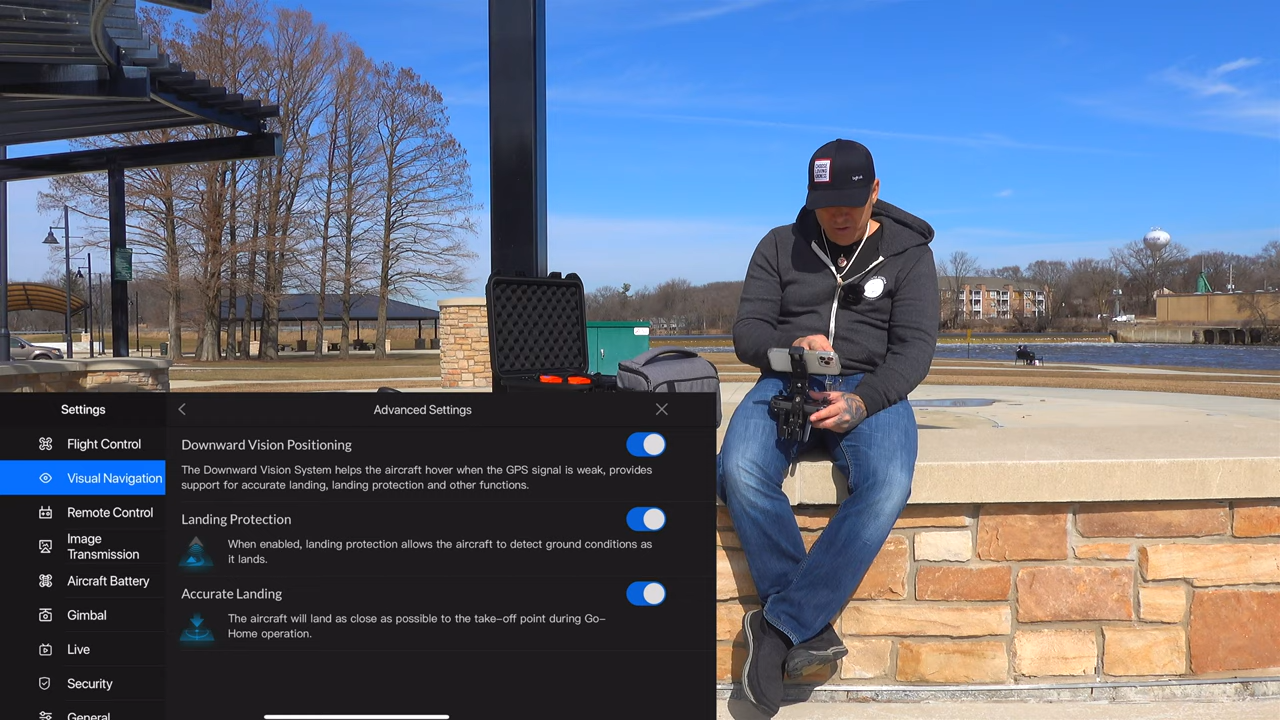 CHOOSE
LOVING
KINDNESS.
Settings
Advanced Settings
Flight Control
Visual Navigation
Remote Control
Image
Transmission
Aircraft Battery
Gimbal
Live
Security
General
Downward Vision Positioning
The Downward Vision System helps the aircraft hover when the GPS signal is weak, provides
support for accurate landing, landing protection and other functions.
Landing Protection
When enabled, landing protection allows the aircraft to detect ground conditions as
it lands.
Accurate Landing
The aircraft will land as close as possible to the take-off point during Go-
Home operation.